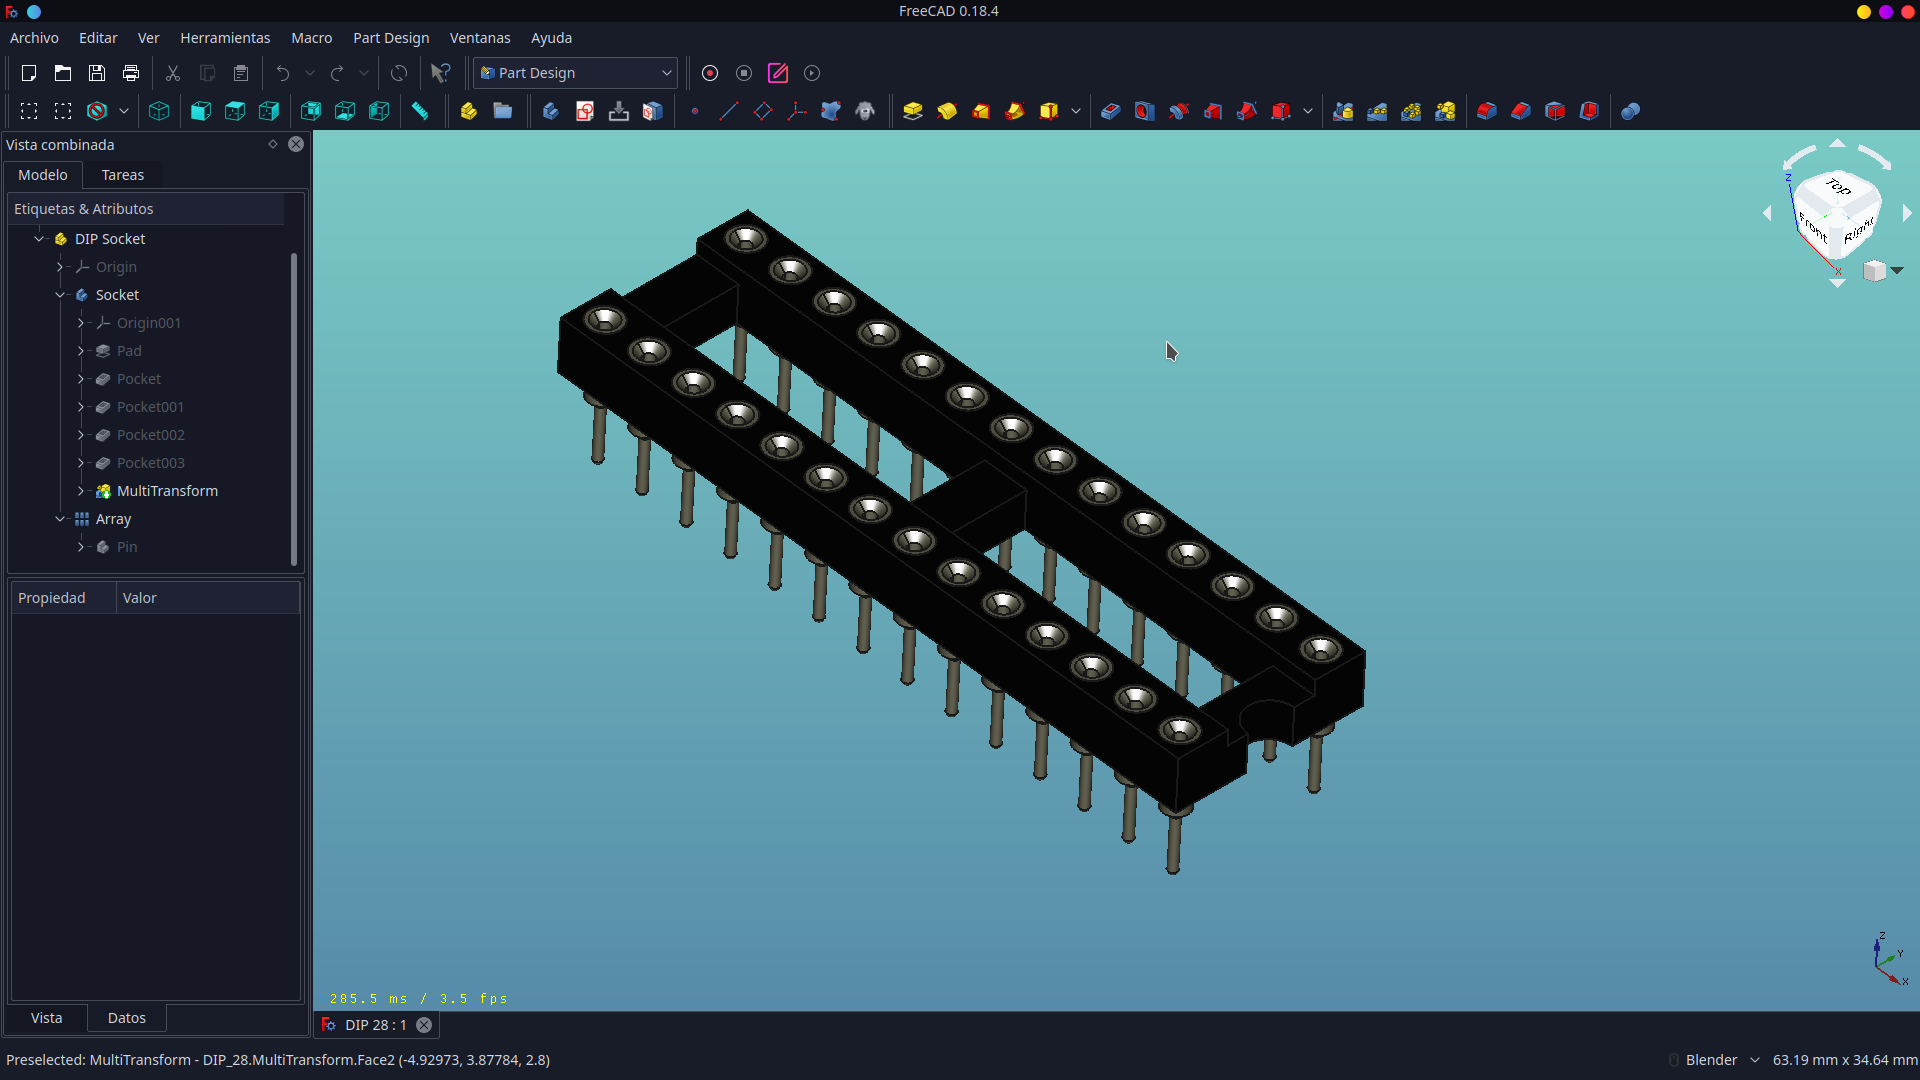 FreeCAD 0.18.4
Archivo Editar Ver Herramientas Macro Part Design Ventanas Ayuda
Part Design
Vista combinada
Modelo Tareas
Etiquetas & Atributos
DIP Socket
Origin
Socket
Origin001
Pad
Pocket
Pocket001
Pocket002
Pocket003
MultiTransform
Array
Pin
Propiedad Valor
Vista Datos
Top
Front
Right
Z
X
Z
Y
X
285.5 ms / 3.5 fps
DIP 28 : 1
Preselected: MultiTransform - DIP_28.MultiTransform.Face2 (-4.92973, 3.87784, 2.8)
Blender 63.19 mm x 34.64 mm